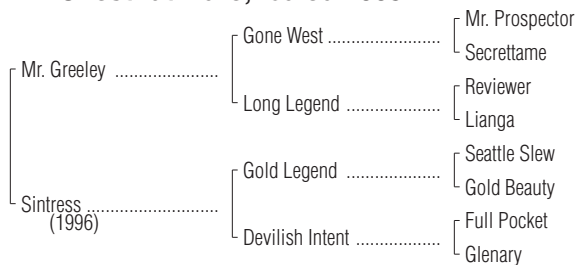 Mr. Prospector
Gone West
Secrettame
Mr. Greeley
Reviewer
Long Legend
Lianga
Seattle Slew
Gold Legend
Gold Beauty
Sintress
(1996)
Full Pocket
Devilish Intent
Glenary